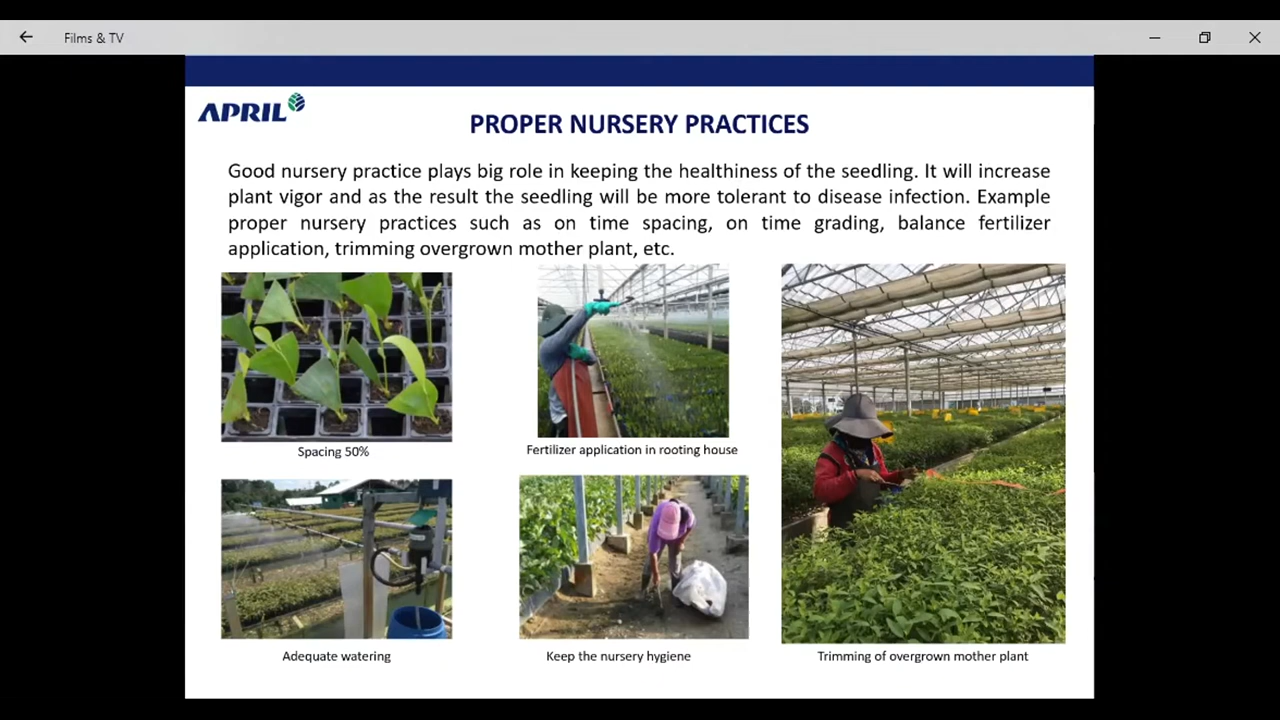 Films & TV
APRIL
PROPER NURSERY PRACTICES
Good nursery practice plays big role in keeping the healthiness of the seedling. It will increase
plant vigor and as the result the seedling will be more tolerant to disease infection. Example
proper nursery practices such as on time spacing, on time grading, balance fertilizer
application, trimming overgrown mother plant, etc.
Spacing 50%
Fertilizer application in rooting house
Adequate watering
Keep the nursery hygiene
Trimming of overgrown mother plant